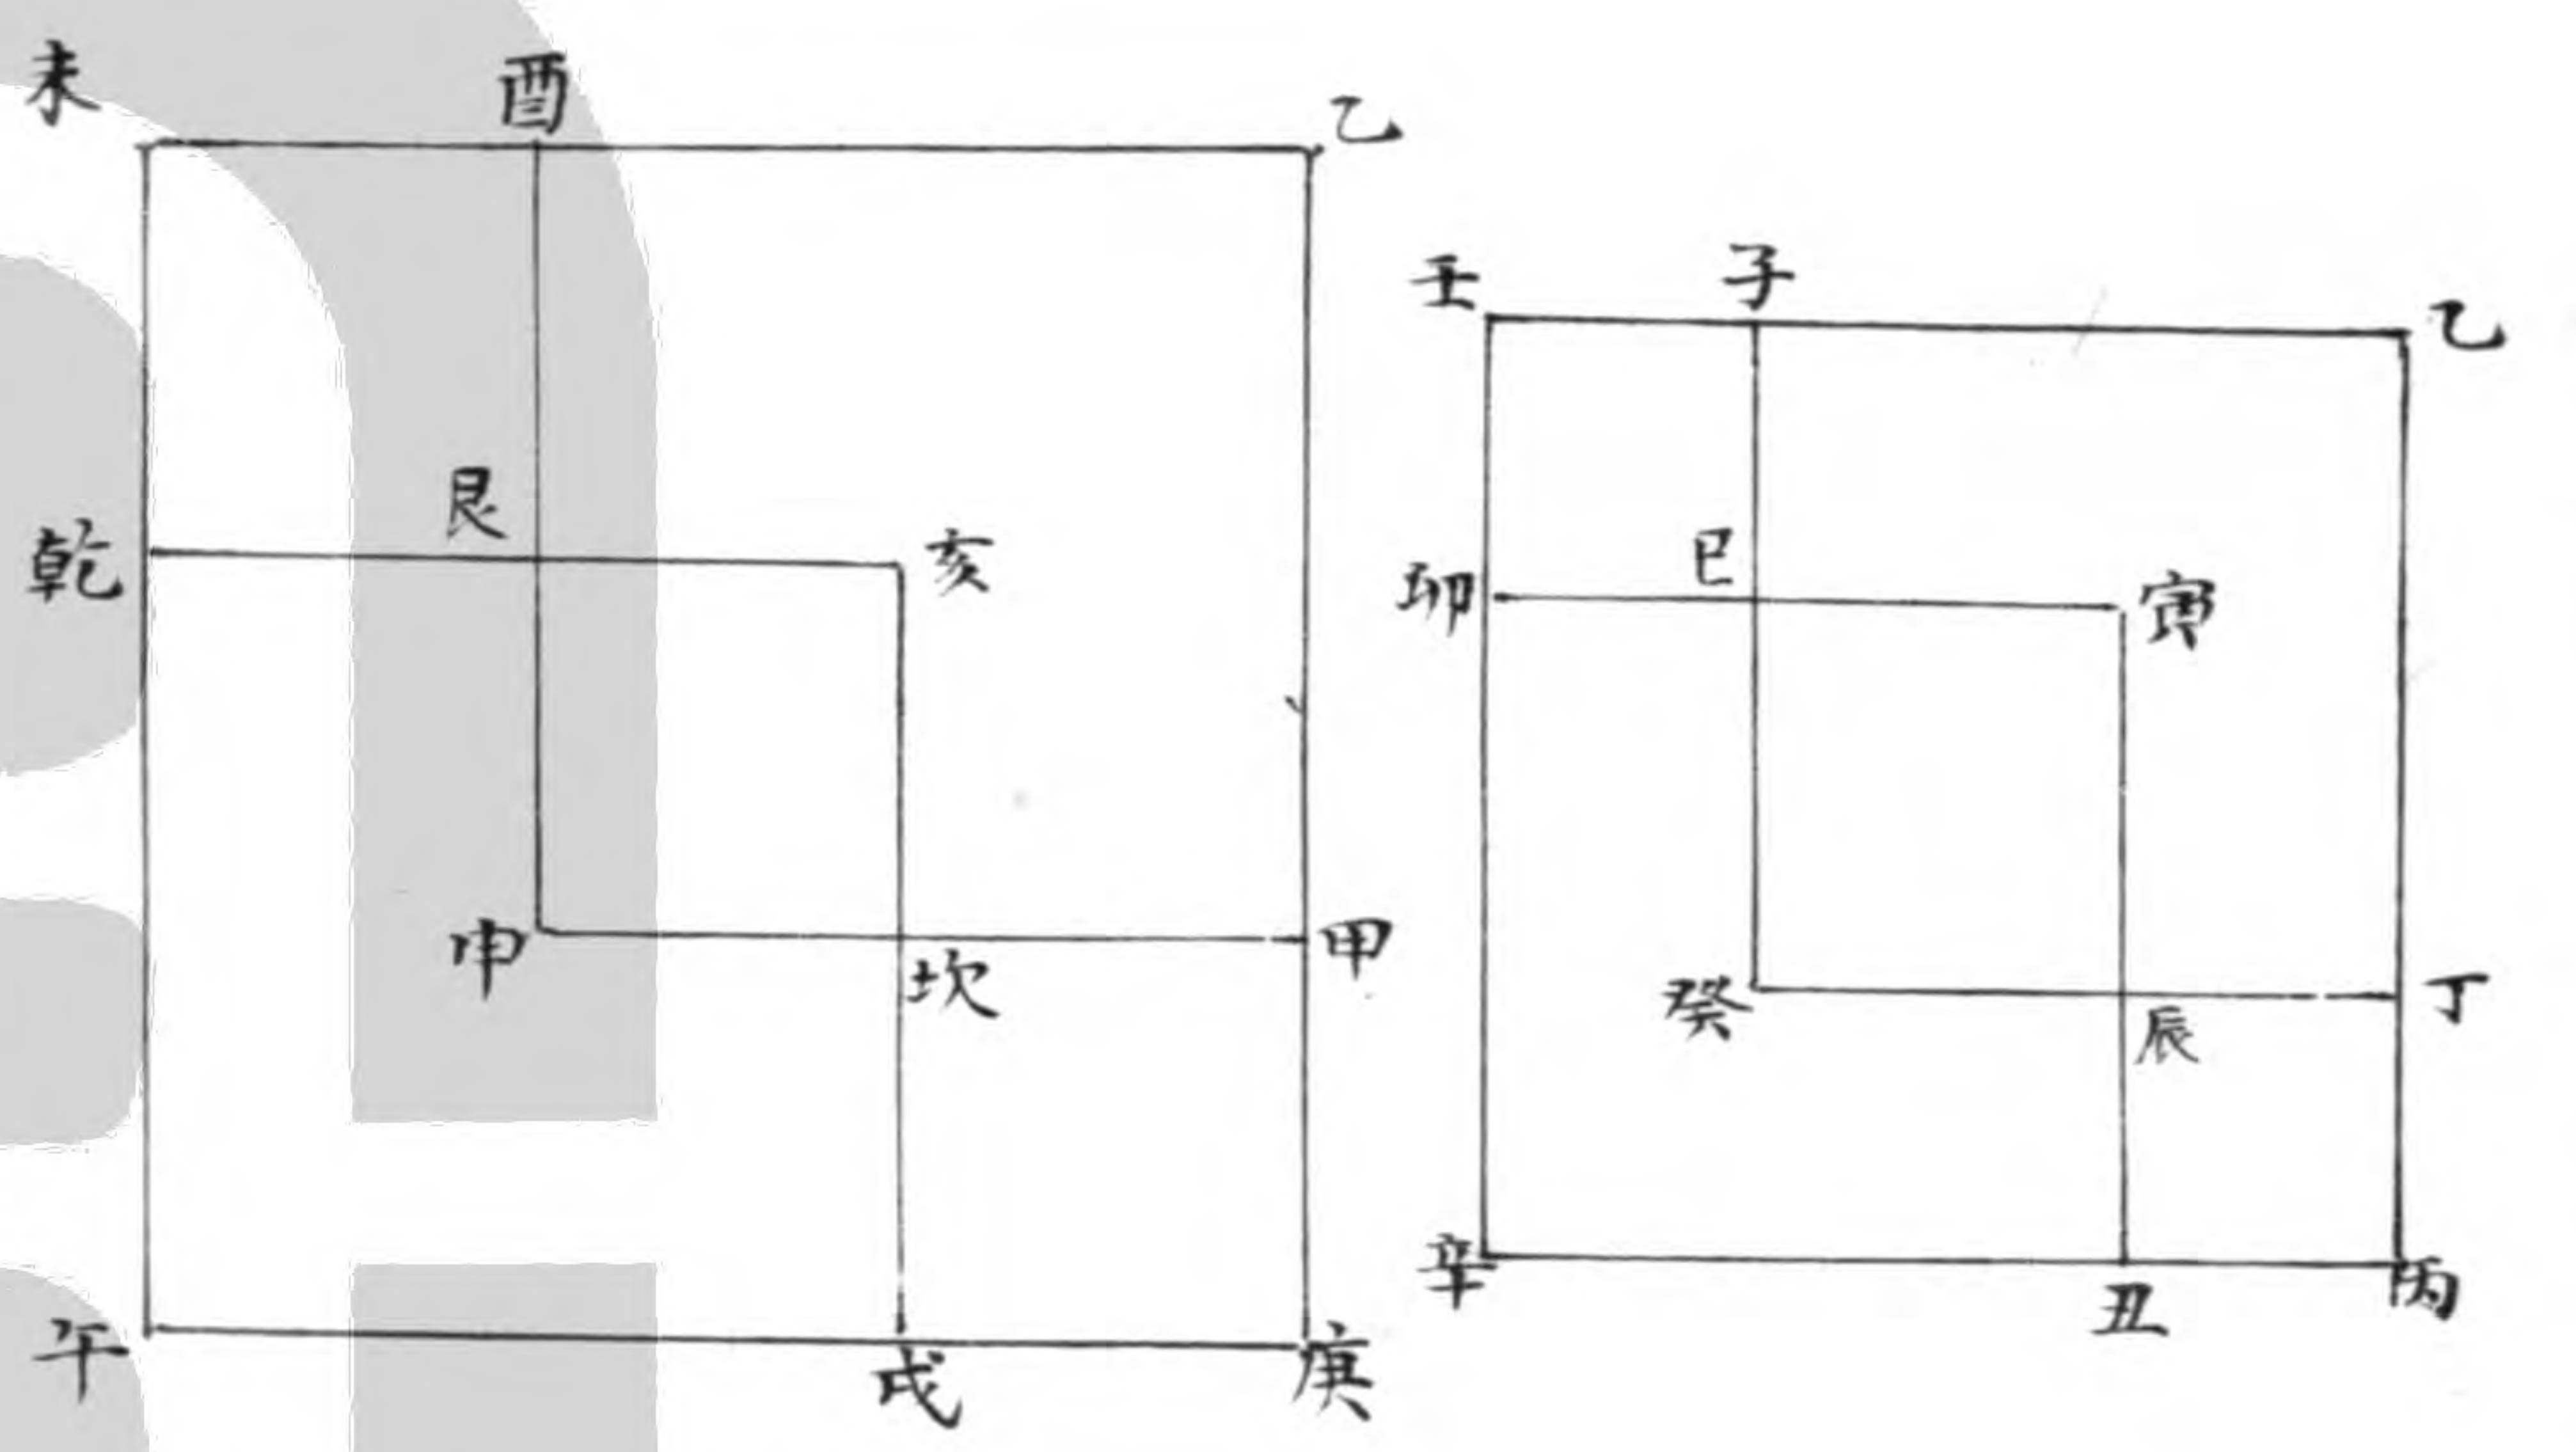 未 酉 乙
艮
乾 亥
申 坎 甲
午 戌 庚
壬 子 乙
卯 巳 寅
癸 辰 丁
辛 丑 丙